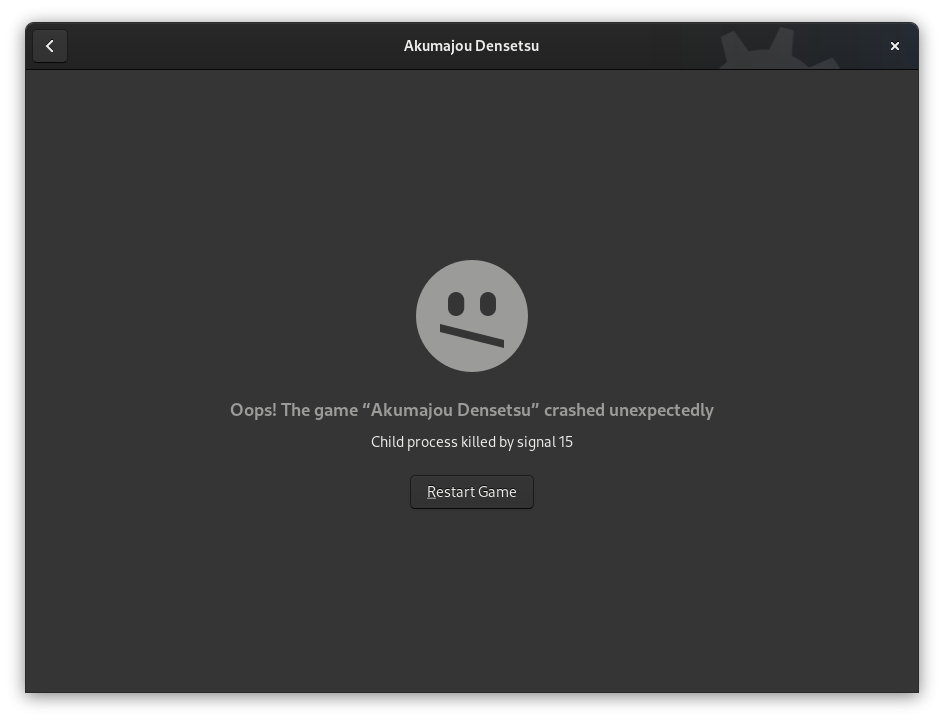 Akumajou Densetsu
Oops! The game “Akumajou Densetsu” crashed unexpectedly
Child process killed by signal 15
Restart Game